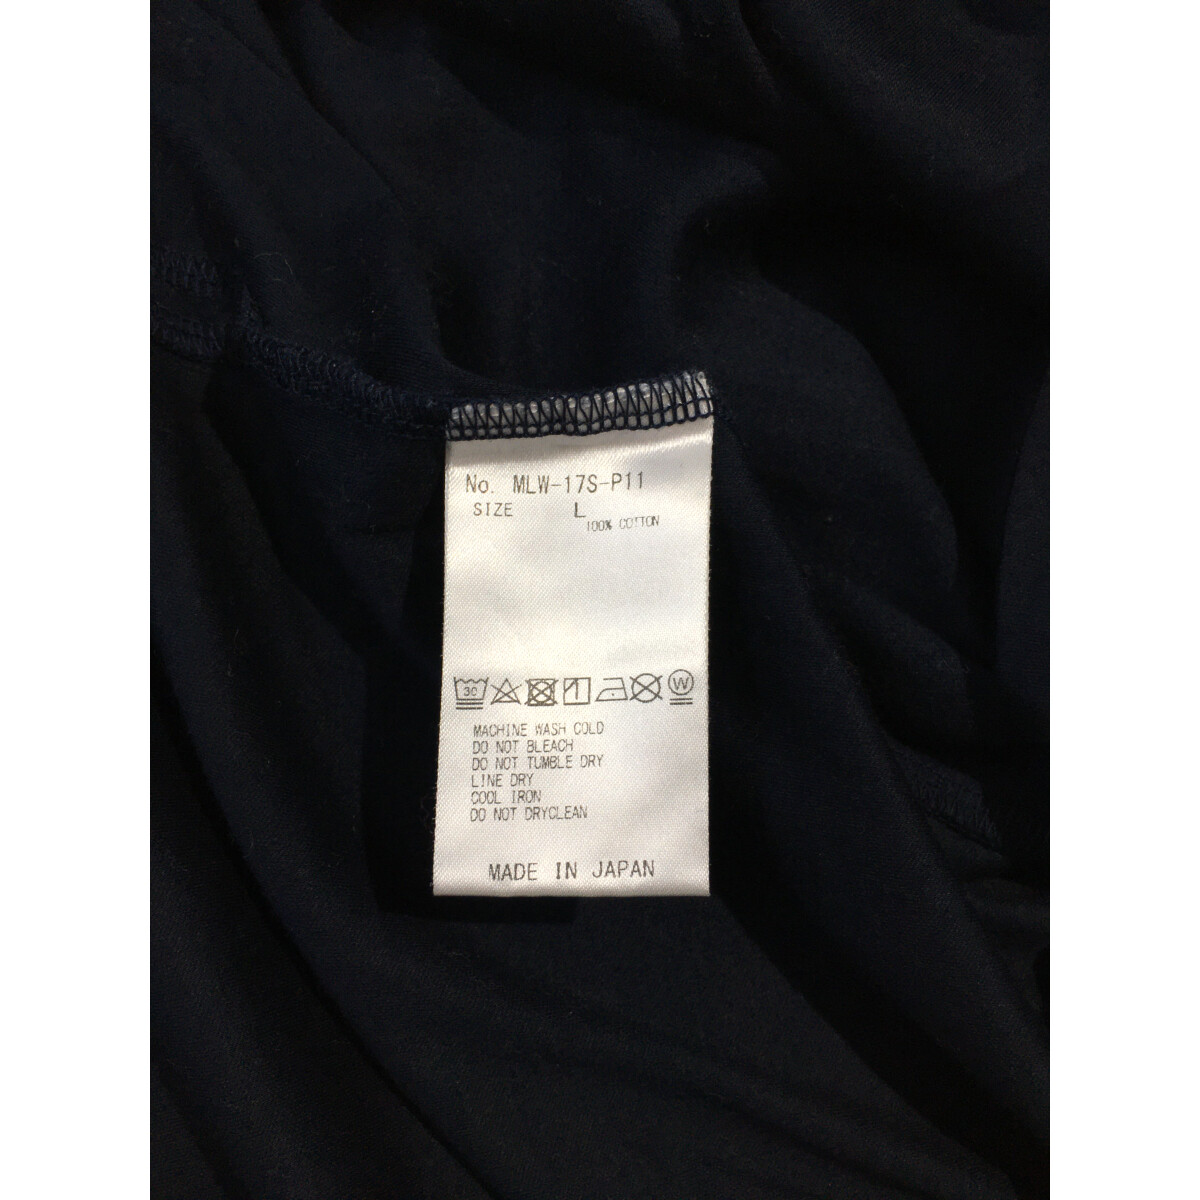 No. MLW-17S-P11
SIZE L
100% COTTON
30 W
MACHINE WASH COLD
DO NOT BLEACH
DO NOT TUMBLE DRY
LINE DRY
COOL IRON
DO NOT DRYCLEAN
MADE IN JAPAN